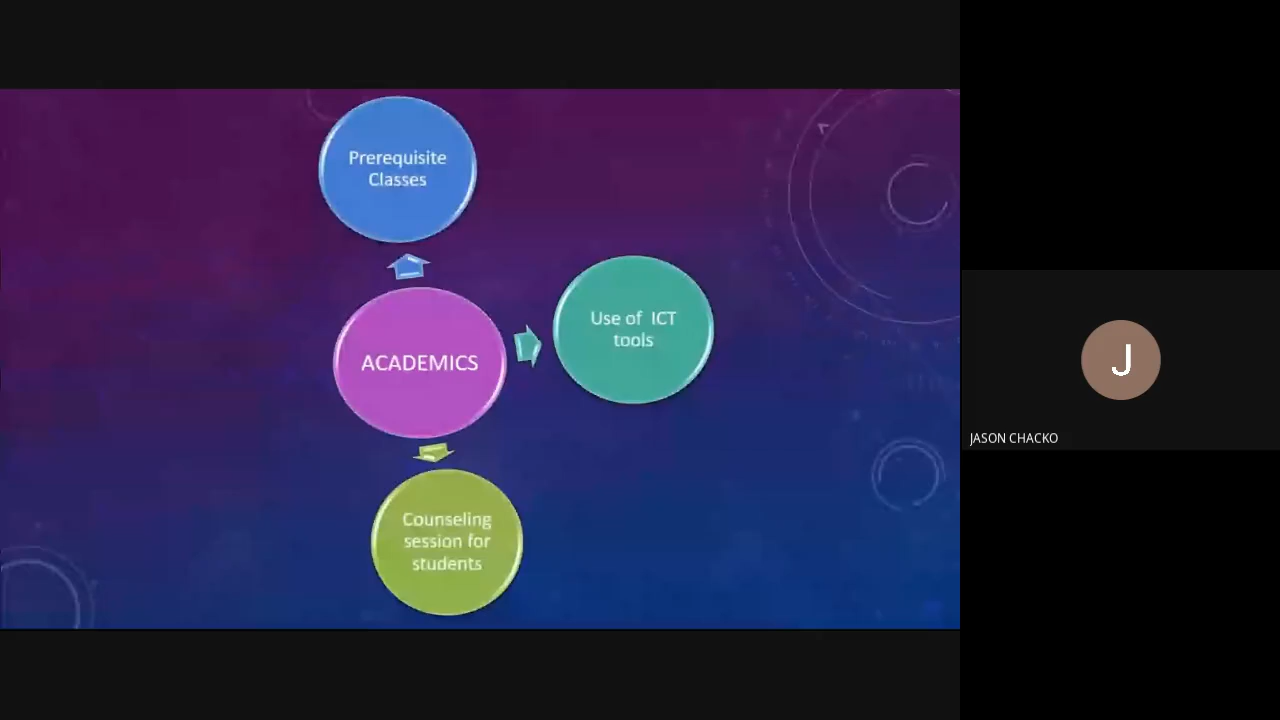 Prerequisite
Classes
Use of ICT
tools
ACADEMICS
Counseling
session for
students
J
JASON CHACKO